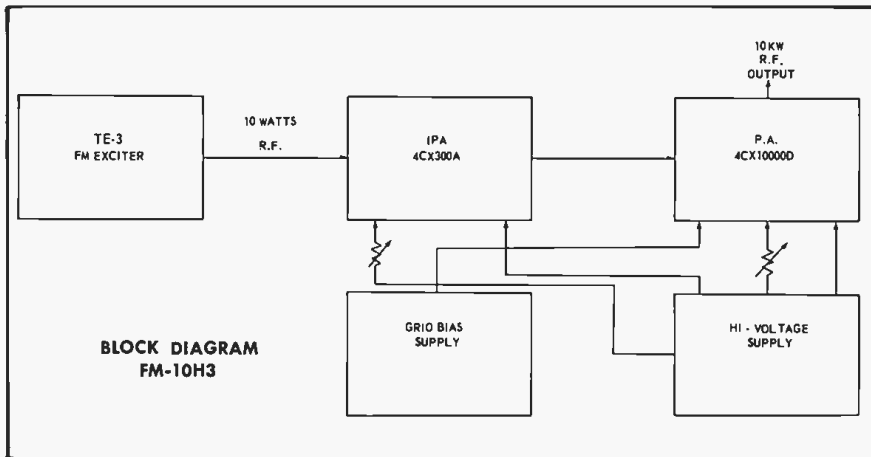 10 KW
R.F.
OUTPUT
TE-3
FM EXCITER
10 WATTS
R.F.
IPA
4CX300A
P.A.
4CX10000D
GRID BIAS
SUPPLY
HI - VOLTAGE
SUPPLY
BLOCK DIAGRAM
FM-10H3